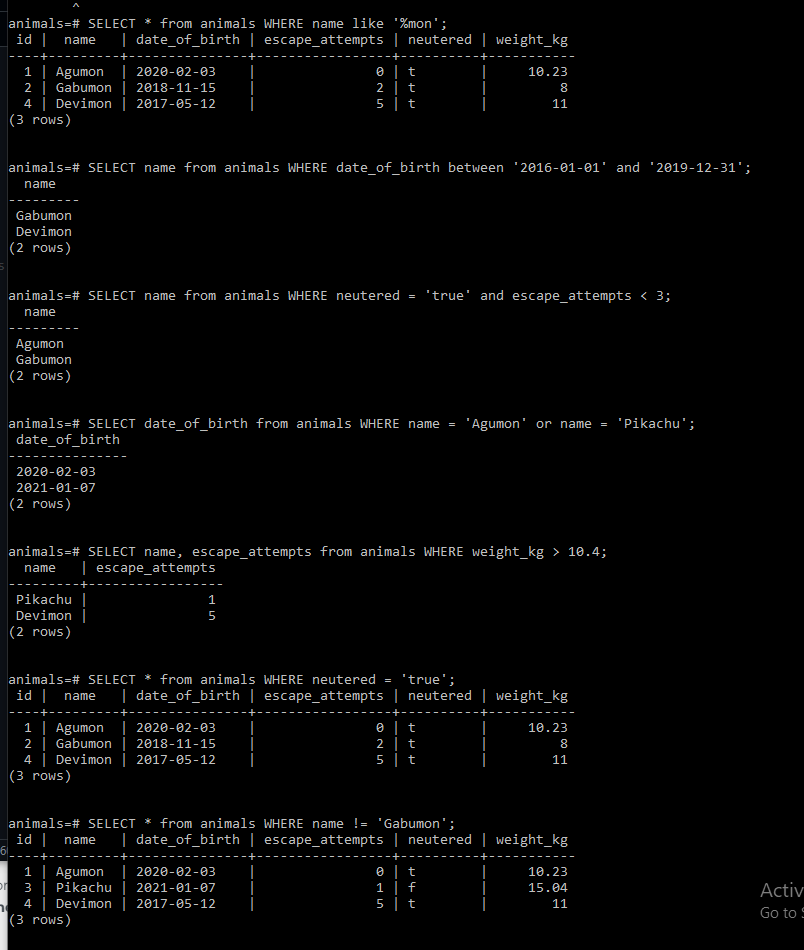 ^
animals=# SELECT * from animals WHERE name like '%mon';
 id |  name   | date_of_birth | escape_attempts | neutered | weight_kg
----+---------+---------------+-----------------+----------+-----------
  1 | Agumon  | 2020-02-03    |               0 | t        |     10.23
  2 | Gabumon | 2018-11-15    |               2 | t        |         8
  4 | Devimon | 2017-05-12    |               5 | t        |        11
(3 rows)
animals=# SELECT name from animals WHERE date_of_birth between '2016-01-01' and '2019-12-31';
  name
---------
 Gabumon
 Devimon
(2 rows)
animals=# SELECT name from animals WHERE neutered = 'true' and escape_attempts < 3;
  name
---------
 Agumon
 Gabumon
(2 rows)
animals=# SELECT date_of_birth from animals WHERE name = 'Agumon' or name = 'Pikachu';
 date_of_birth
---------------
 2020-02-03
 2021-01-07
(2 rows)
animals=# SELECT name, escape_attempts from animals WHERE weight_kg > 10.4;
  name   | escape_attempts
---------+-----------------
 Pikachu |               1
 Devimon |               5
(2 rows)
animals=# SELECT * from animals WHERE neutered = 'true';
 id |  name   | date_of_birth | escape_attempts | neutered | weight_kg
----+---------+---------------+-----------------+----------+-----------
  1 | Agumon  | 2020-02-03    |               0 | t        |     10.23
  2 | Gabumon | 2018-11-15    |               2 | t        |         8
  4 | Devimon | 2017-05-12    |               5 | t        |        11
(3 rows)
animals=# SELECT * from animals WHERE name != 'Gabumon';
 id |  name   | date_of_birth | escape_attempts | neutered | weight_kg
----+---------+---------------+-----------------+----------+-----------
  1 | Agumon  | 2020-02-03    |               0 | t        |     10.23
  3 | Pikachu | 2021-01-07    |               1 | f        |     15.04
  4 | Devimon | 2017-05-12    |               5 | t        |        11
(3 rows)
Activ
Go to S